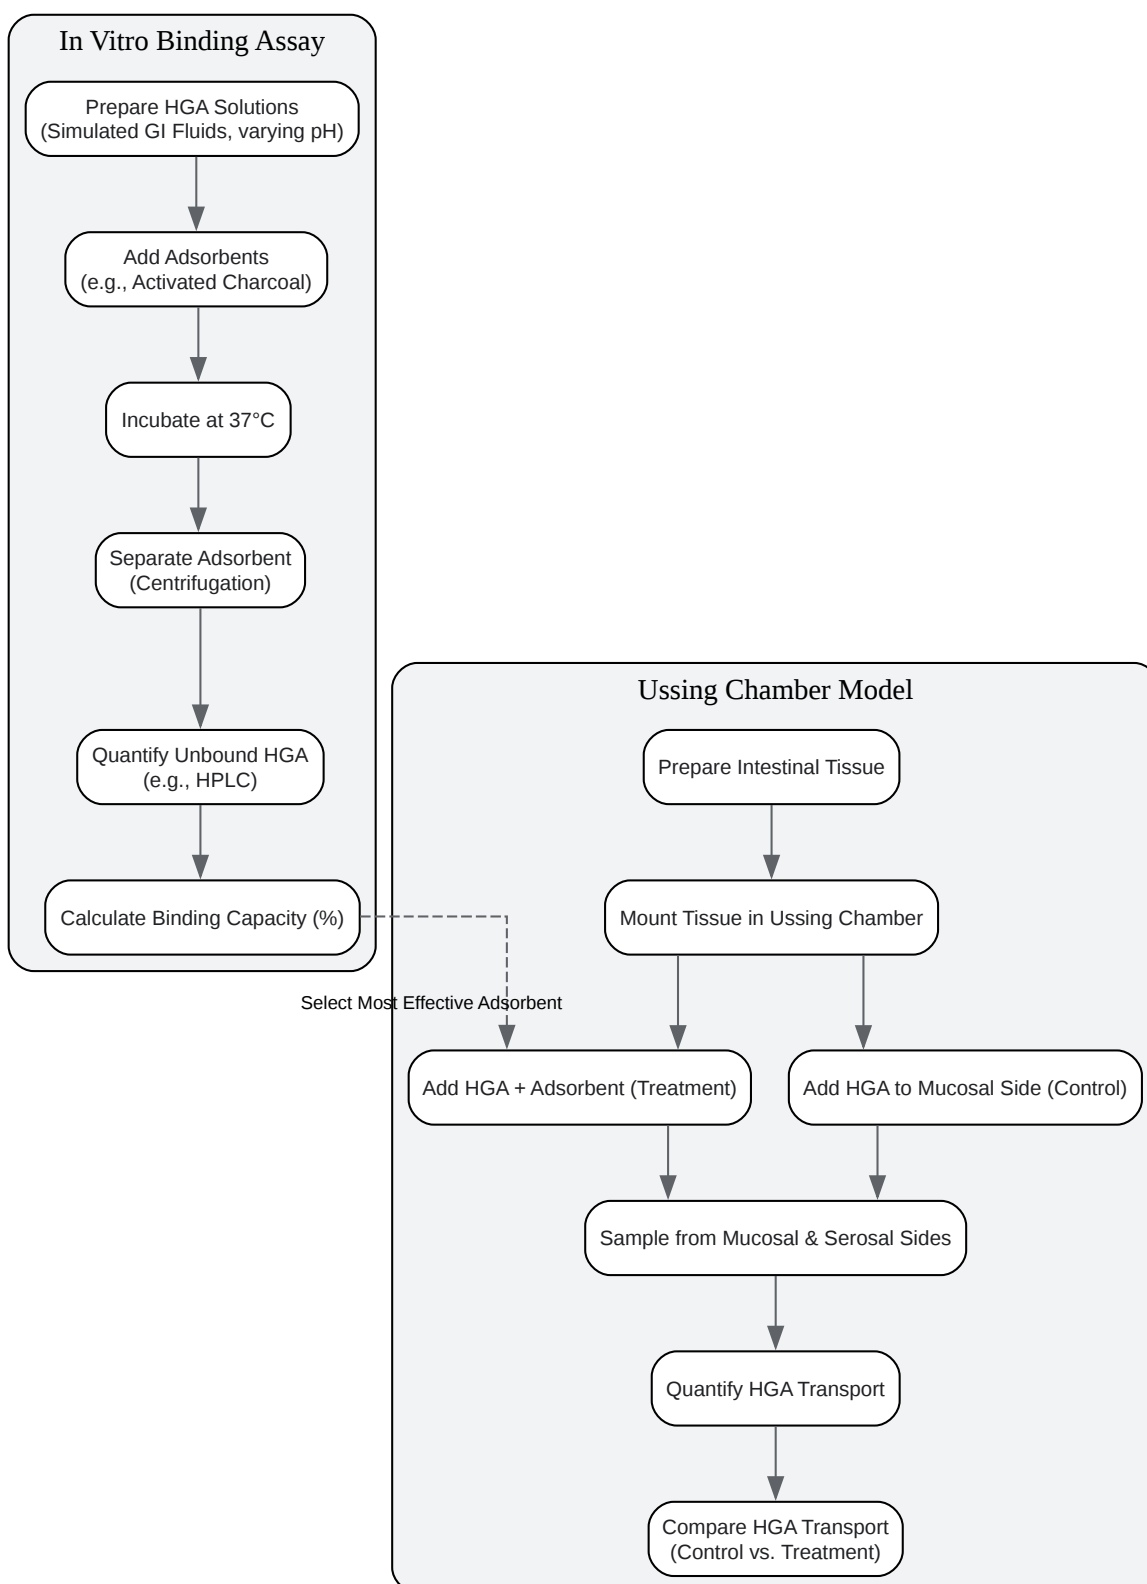 In Vitro Binding Assay
Prepare HGA Solutions
(Simulated GI Fluids, varying pH)
Add Adsorbents
(e.g., Activated Charcoal)
Incubate at 37°C
Separate Adsorbent
(Centrifugation)
Quantify Unbound HGA
(e.g., HPLC)
Calculate Binding Capacity (%)
Select Most Effective Adsorbent
Ussing Chamber Model
Prepare Intestinal Tissue
Mount Tissue in Ussing Chamber
Add HGA + Adsorbent (Treatment)
Add HGA to Mucosal Side (Control)
Sample from Mucosal & Serosal Sides
Quantify HGA Transport
Compare HGA Transport
(Control vs. Treatment)